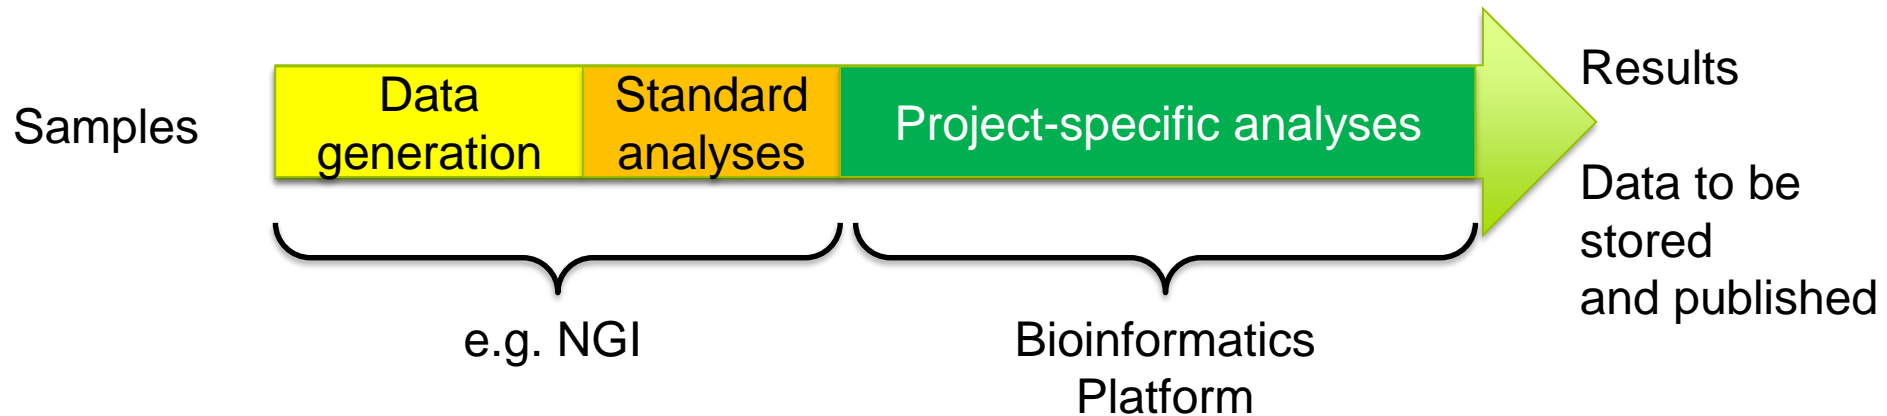 Samples
Data
generation
Standard
analyses
Project-specific analyses
Results
Data to be
stored
and published
e.g. NGI
Bioinformatics
Platform